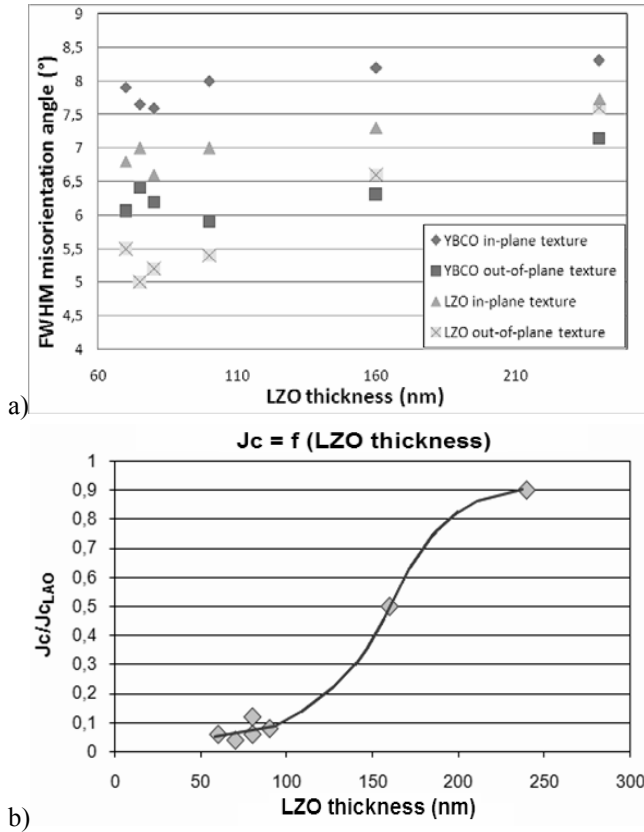 9
8,5
8
7,5
7
6,5
6
5,5
5
4,5
4
FWHM misorientation angle (°)
YBCO in-plane texture
YBCO out-of-plane texture
LZO in-plane texture
LZO out-of-plane texture
60 110 160 210
LZO thickness (nm)
a)
Jc = f (LZO thickness)
1
0,9
0,8
0,7
0,6
0,5
0,4
0,3
0,2
0,1
0
Jc/JcLAO
0 50 100 150 200 250 300
LZO thickness (nm)
b)